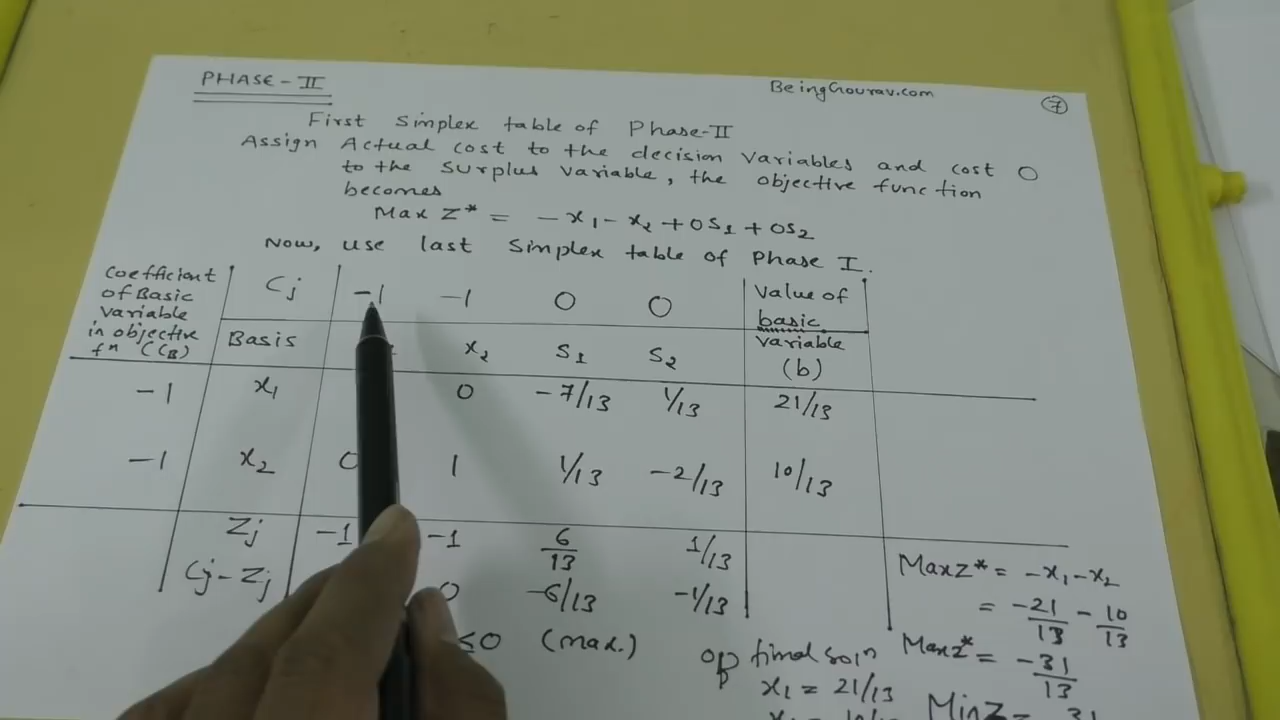 PHASE-II
BeingGourav.com
7
First simplex table of Phase-II
Assign Actual cost to the decision variables and cost 0
to the surplus variable, the objective function
becomes
Max Z* = -x1 - x2 + 0S1 + 0S2
Now, use last simplex table of Phase I.
Coefficient of Basic Variable in objective fn (CB)
Cj -1 -1 0 0 Value of basic variable (b)
Basis x2 S1 S2
-1 x1 0 -7/13 1/13 21/13
-1 x2 0 1 1/13 -2/13 10/13
Zj -1 -1 6/13 1/13
Cj-Zj 0 -6/13 -1/13
≤0 (max.)
optimal soln
x1 = 21/13
Max Z* = -x1-x2
= -21/13 - 10/13
Max Z* = -31/13
Min Z = 31